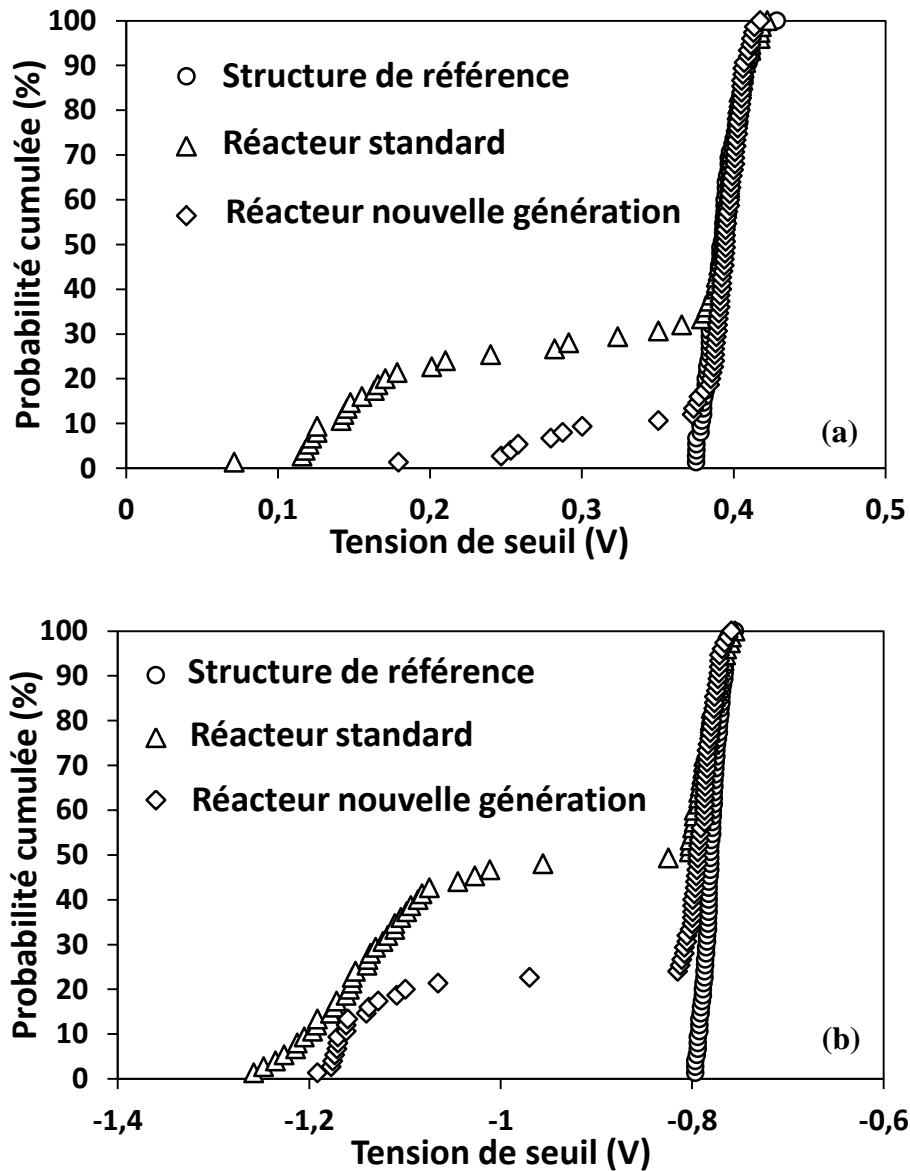 100
90
80
70
60
50
40
30
20
10
0
Probabilité cumulée (%)
Structure de référence
Réacteur standard
Réacteur nouvelle génération
(a)
0 0,1 0,2 0,3 0,4 0,5
Tension de seuil (V)
100
90
80
70
60
50
40
30
20
10
0
Probabilité cumulée (%)
Structure de référence
Réacteur standard
Réacteur nouvelle génération
(b)
-1,4 -1,2 -1 -0,8 -0,6
Tension de seuil (V)